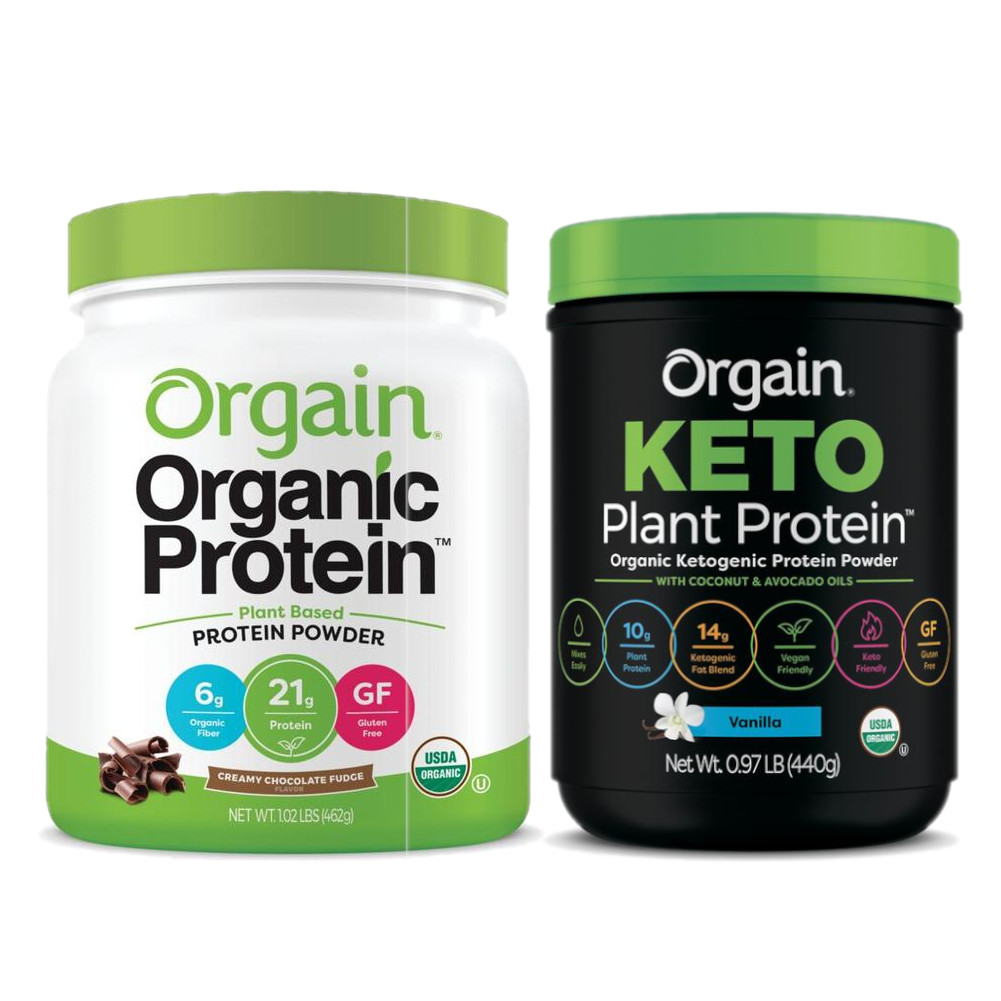 Orgain®
Organic
Protein™
Plant Based
PROTEIN POWDER
6g
Organic
Fiber
21g
Protein
GF
Gluten
Free
CREAMY CHOCOLATE FUDGE
FLAVOR
USDA
ORGANIC
U
NET WT. 1.02 LBS (462g)
Orgain®
KETO
Plant Protein™
Organic Ketogenic Protein Powder
WITH COCONUT & AVOCADO OILS
Mixes
Easily
10g
Plant
Protein
14g
Ketogenic
Fat Blend
Vegan
Friendly
Keto
Friendly
GF
Gluten
Free
Vanilla
USDA
ORGANIC
U
Net Wt. 0.97 LB (440g)